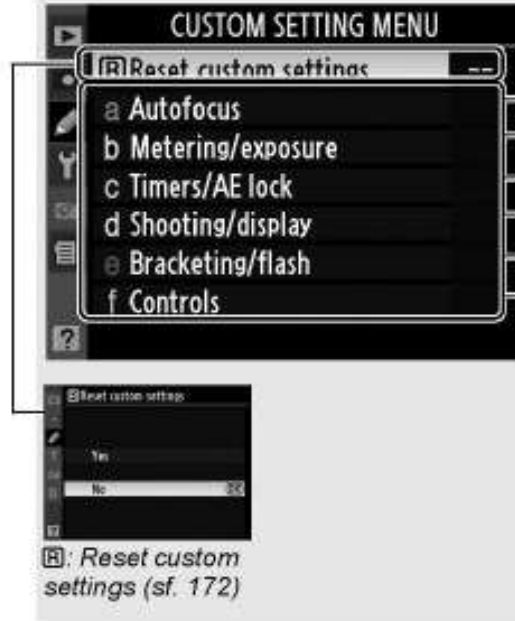 CUSTOM SETTING MENU
R Reset custom settings --
a Autofocus
b Metering/exposure
c Timers/AE lock
d Shooting/display
e Bracketing/flash
f Controls
?
R Reset custom settings
Yes
No OK
?
R: Reset custom
settings (sf. 172)